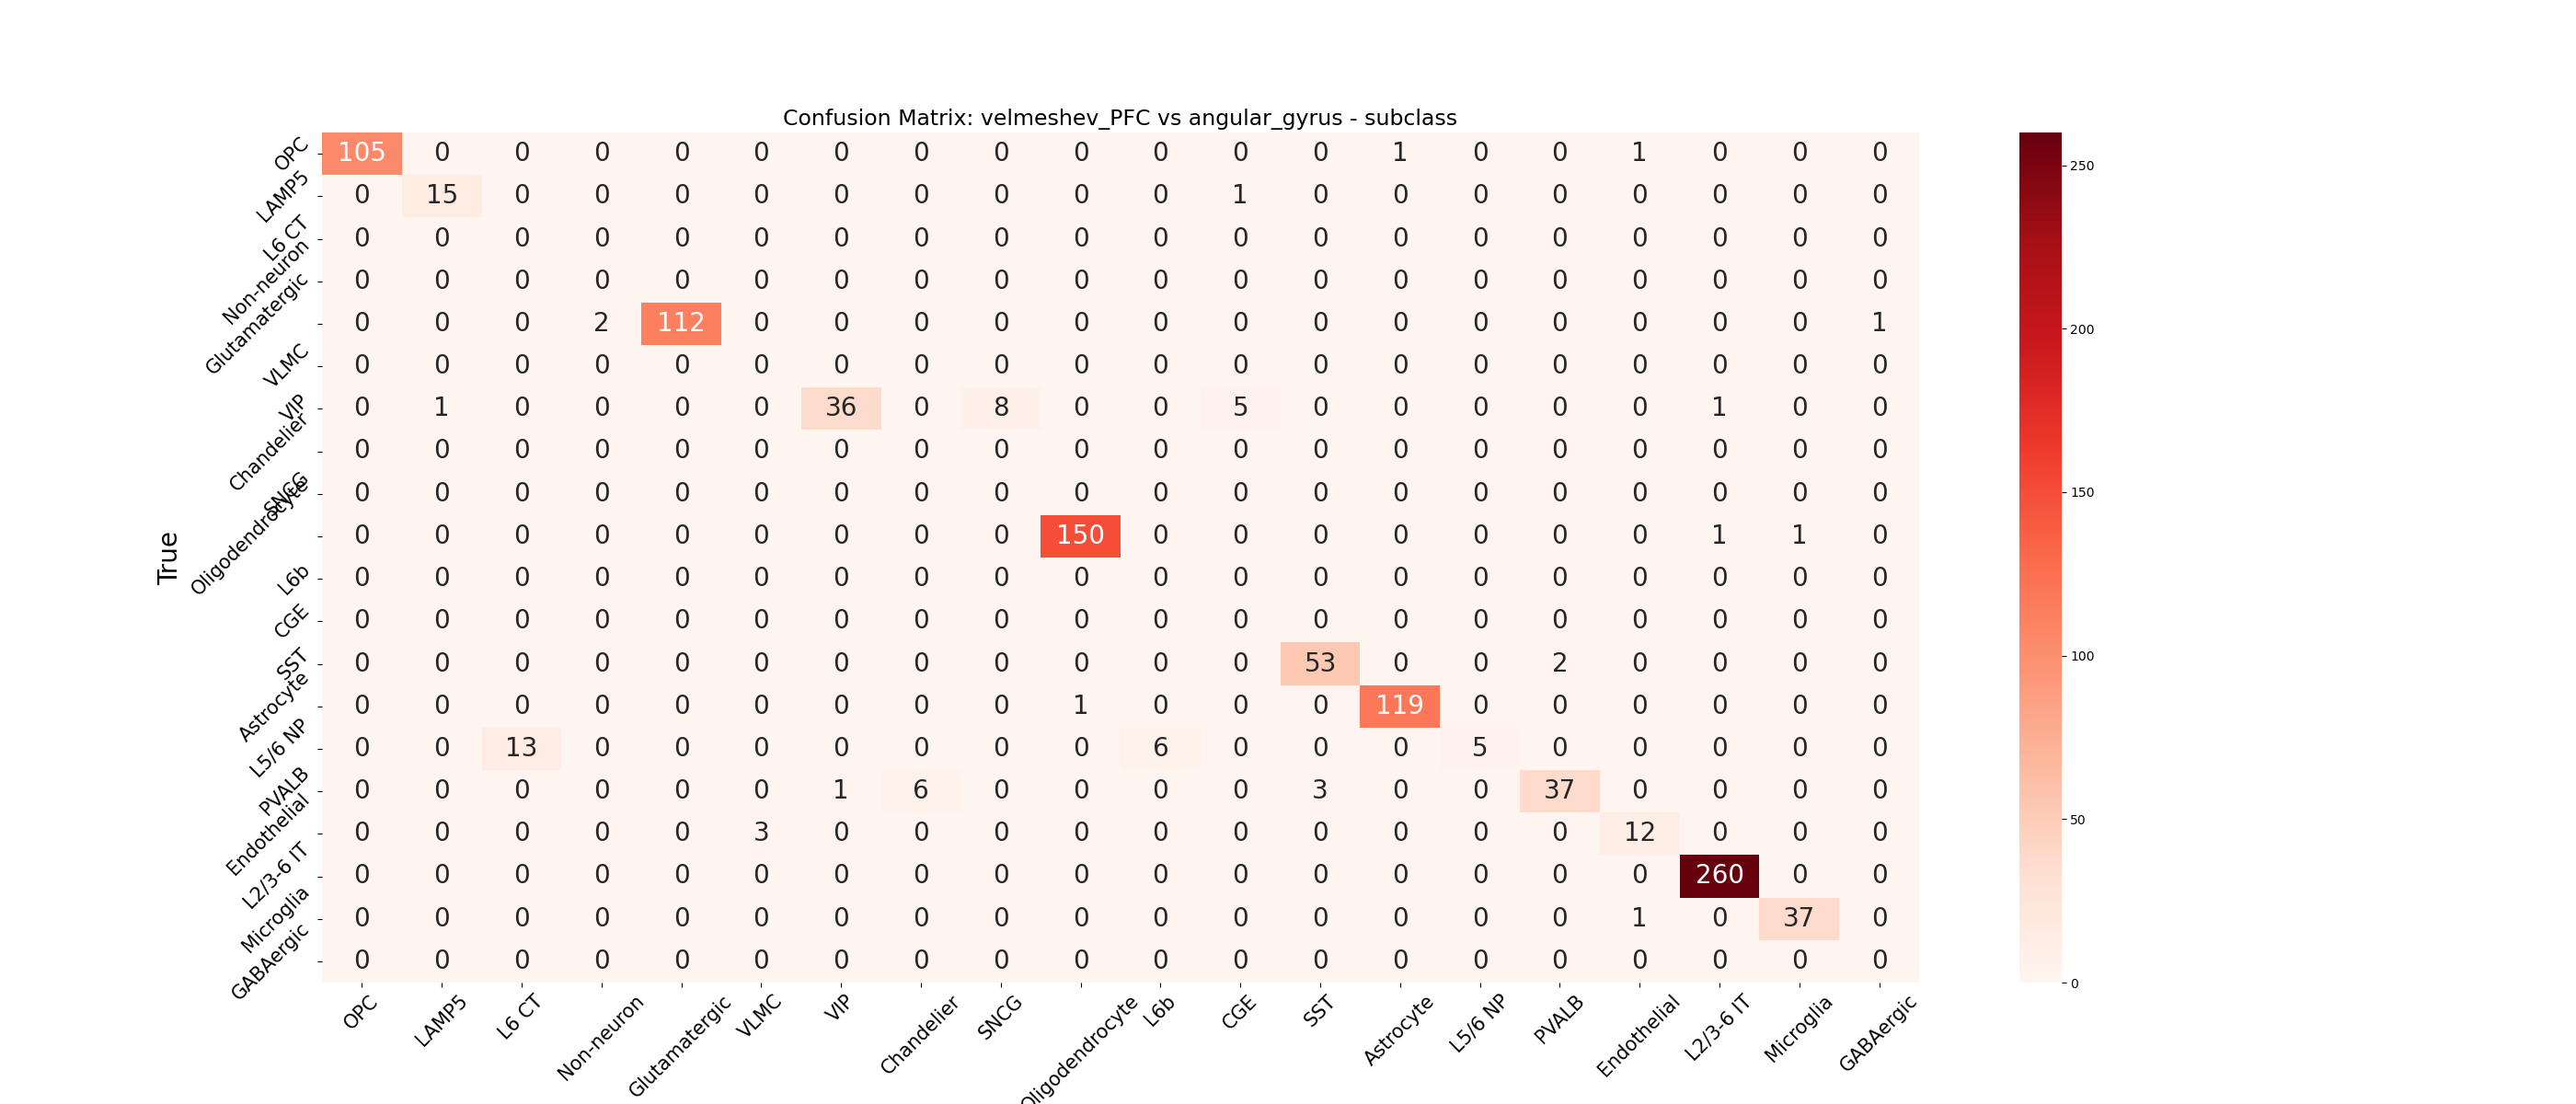 Confusion Matrix: velmeshev_PFC vs angular_gyrus - subclass
True
OPC 105 0 0 0 0 0 0 0 0 0 0 0 0 1 0 0 1 0 0 0
LAMP5 0 15 0 0 0 0 0 0 0 0 0 1 0 0 0 0 0 0 0 0
L6 CT 0 0 0 0 0 0 0 0 0 0 0 0 0 0 0 0 0 0 0 0
Non-neuron 0 0 0 0 0 0 0 0 0 0 0 0 0 0 0 0 0 0 0 0
Glutamatergic 0 0 0 2 112 0 0 0 0 0 0 0 0 0 0 0 0 0 0 1
VLMC 0 0 0 0 0 0 0 0 0 0 0 0 0 0 0 0 0 0 0 0
VIP 0 1 0 0 0 0 36 0 8 0 0 5 0 0 0 0 0 1 0 0
Chandelier 0 0 0 0 0 0 0 0 0 0 0 0 0 0 0 0 0 0 0 0
SNCG 0 0 0 0 0 0 0 0 0 0 0 0 0 0 0 0 0 0 0 0
Oligodendrocyte 0 0 0 0 0 0 0 0 0 150 0 0 0 0 0 0 0 1 1 0
L6b 0 0 0 0 0 0 0 0 0 0 0 0 0 0 0 0 0 0 0 0
CGE 0 0 0 0 0 0 0 0 0 0 0 0 0 0 0 0 0 0 0 0
SST 0 0 0 0 0 0 0 0 0 0 0 0 53 0 0 2 0 0 0 0
Astrocyte 0 0 0 0 0 0 0 0 0 1 0 0 0 119 0 0 0 0 0 0
L5/6 NP 0 0 13 0 0 0 0 0 0 0 6 0 0 0 5 0 0 0 0 0
PVALB 0 0 0 0 0 0 1 6 0 0 0 0 3 0 0 37 0 0 0 0
Endothelial 0 0 0 0 0 3 0 0 0 0 0 0 0 0 0 0 12 0 0 0
L2/3-6 IT 0 0 0 0 0 0 0 0 0 0 0 0 0 0 0 0 0 260 0 0
Microglia 0 0 0 0 0 0 0 0 0 0 0 0 0 0 0 0 1 0 37 0
GABAergic 0 0 0 0 0 0 0 0 0 0 0 0 0 0 0 0 0 0 0 0
OPC LAMP5 L6 CT Non-neuron Glutamatergic VLMC VIP Chandelier SNCG Oligodendrocyte L6b CGE SST Astrocyte L5/6 NP PVALB Endothelial L2/3-6 IT Microglia GABAergic
250
200
150
100
50
0